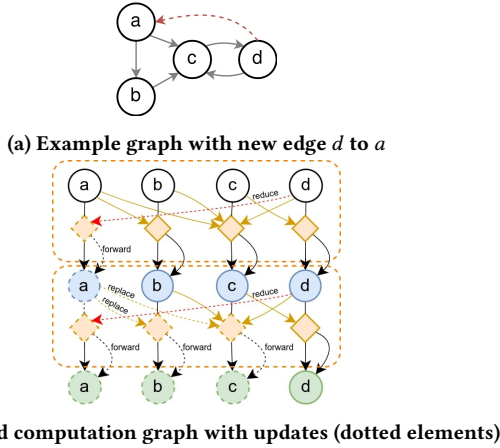 a
c
d
b
(a) Example graph with new edge d to a
a b c d
reduce
forward
a b c d
replace
reduce
replace
forward forward forward
a b c d
d computation graph with updates (dotted elements)